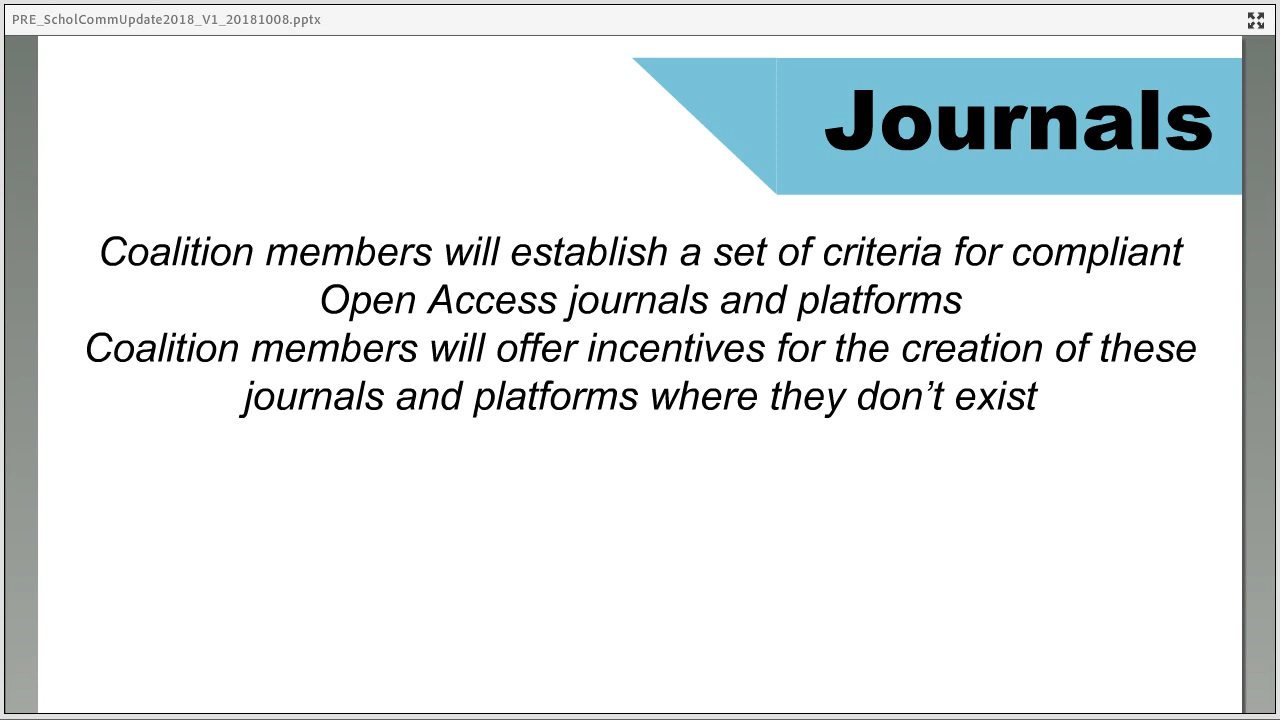 PRE_ScholCommUpdate2018_V1_20181008.pptx
Journals
Coalition members will establish a set of criteria for compliant
Open Access journals and platforms
Coalition members will offer incentives for the creation of these
journals and platforms where they don’t exist